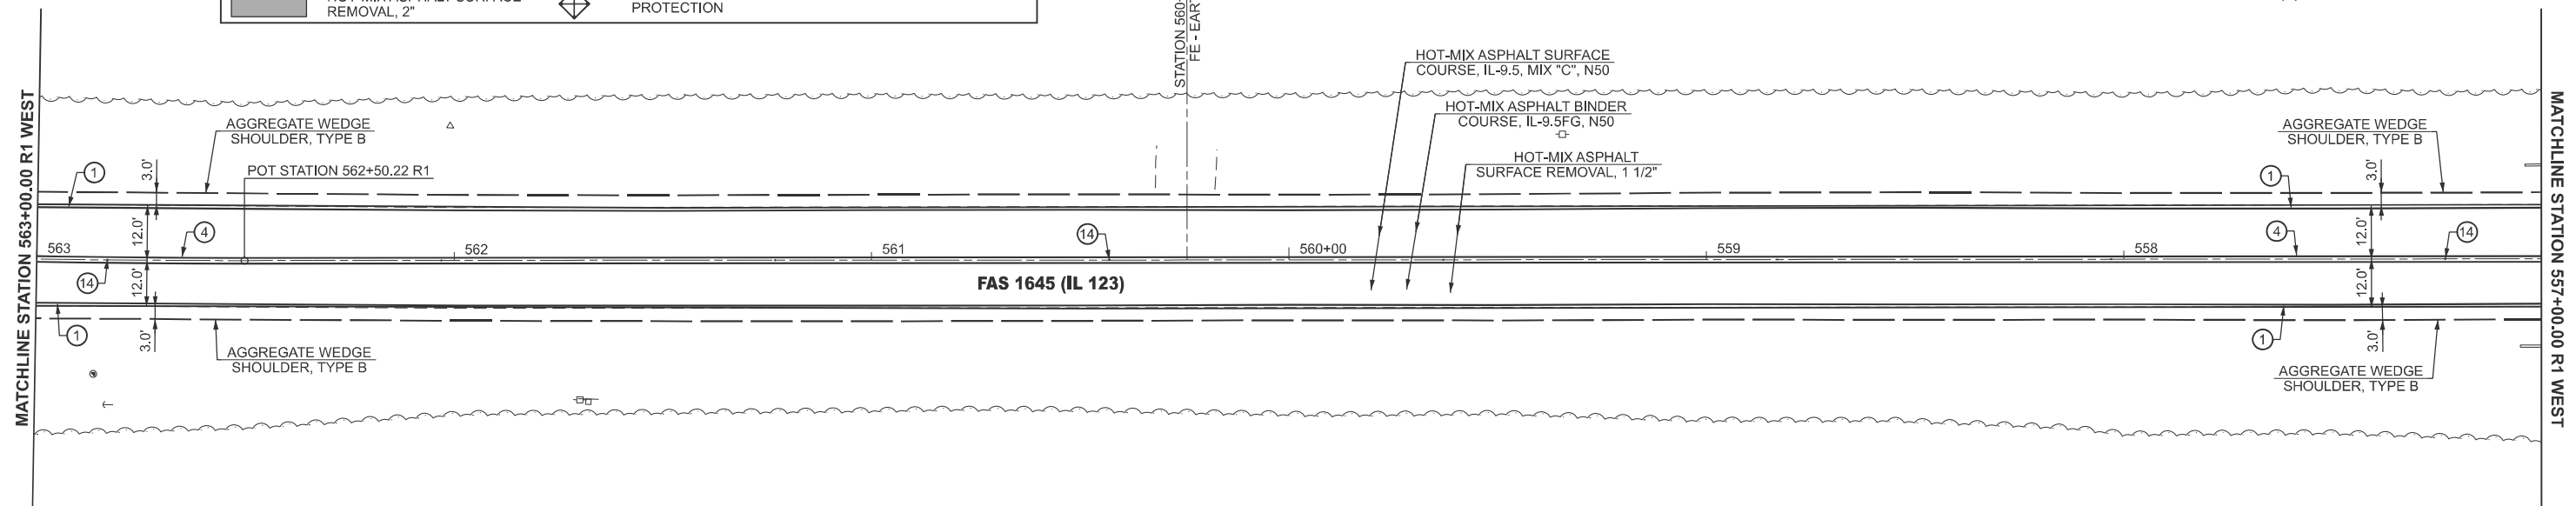 REMOVAL, 2"
PROTECTION
STATION 560+
FE - EAR
MATCHLINE STATION 563+00.00 R1 WEST
AGGREGATE WEDGE
SHOULDER, TYPE B
POT STATION 562+50.22 R1
HOT-MIX ASPHALT SURFACE
COURSE, IL-9.5, MIX "C", N50
HOT-MIX ASPHALT BINDER
COURSE, IL-9.5FG, N50
HOT-MIX ASPHALT
SURFACE REMOVAL, 1 1/2"
AGGREGATE WEDGE
SHOULDER, TYPE B
MATCHLINE STATION 557+00.00 R1 WEST
1
3.0'
1
3.0'
12.0'
4
14
4
12.0'
14
563
562
561
560+00
559
558
14
12.0'
FAS 1645 (IL 123)
12.0'
1
3.0'
1
3.0'
AGGREGATE WEDGE
SHOULDER, TYPE B
AGGREGATE WEDGE
SHOULDER, TYPE B